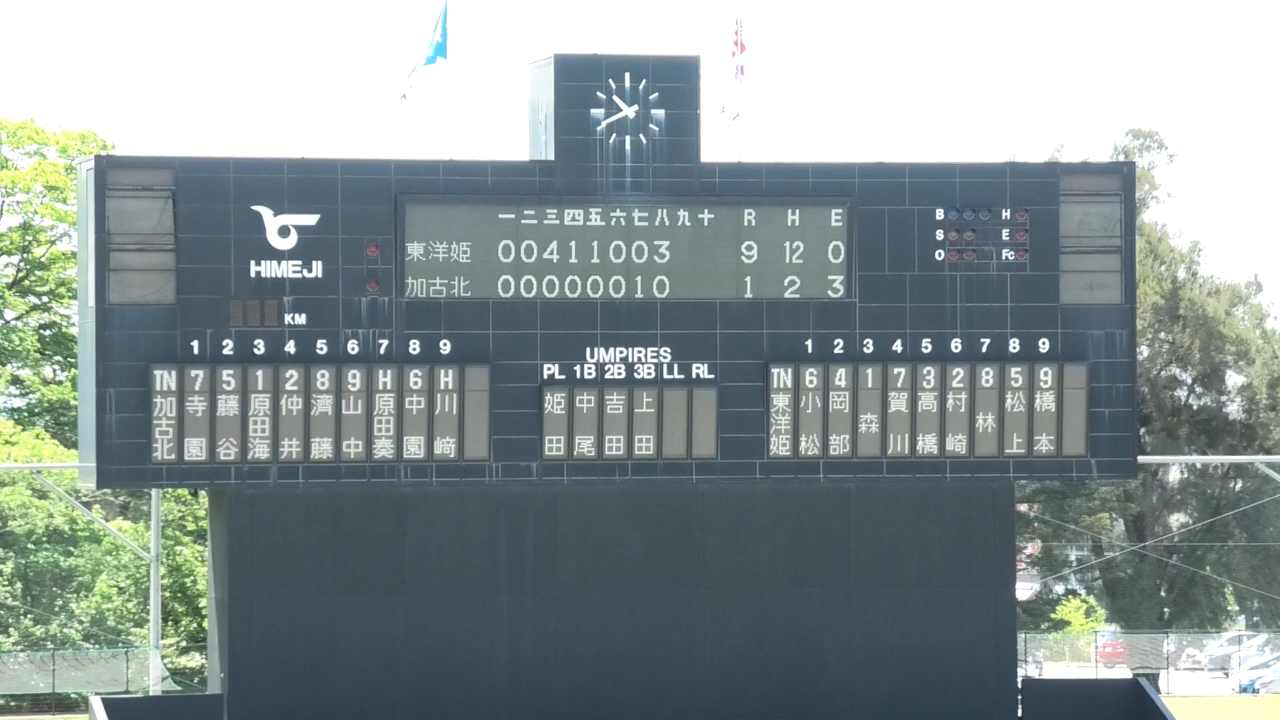 一二三四五六七八九十 R H E
東洋姫 00411003 9 12 0
加古北 00000010 1 2 3
HIMEJI
KM
B H
S E
O Fc
1 2 3 4 5 6 7 8 9
TN 7 5 1 2 8 9 H 6 H
加古北 寺園 藤谷 原田海 仲井 濟藤 山中 原田奏 中園 川﨑
UMPIRES
PL 1B 2B 3B LL RL
姫田 中尾 吉田 上田
1 2 3 4 5 6 7 8 9
TN 6 4 1 7 3 2 8 5 9
東洋姫 小松 岡部 森 賀川 高橋 村崎 林 松上 橋本